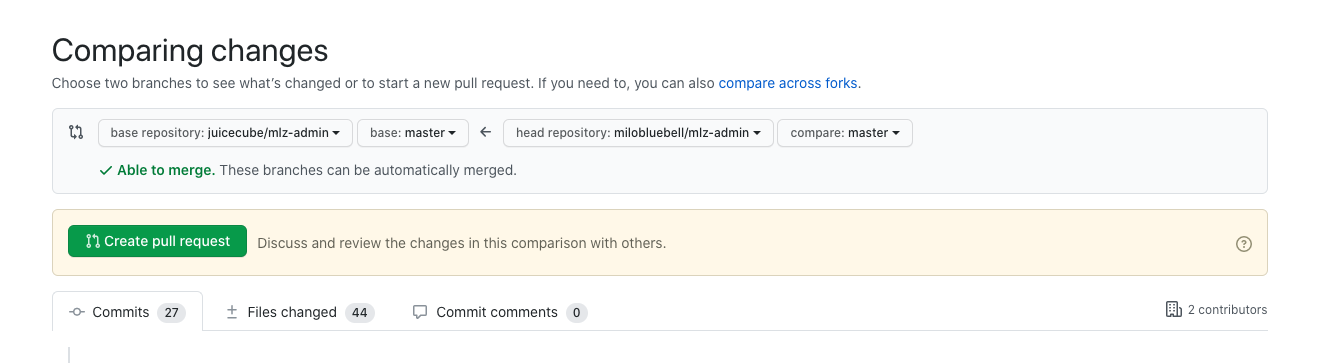 Comparing changes
Choose two branches to see what's changed or to start a new pull request. If you need to, you can also compare across forks.
base repository: juicecube/mlz-admin base: master head repository: milobluebell/mlz-admin compare: master
Able to merge. These branches can be automatically merged.
Create pull request Discuss and review the changes in this comparison with others.
Commits 27 Files changed 44 Commit comments 0 2 contributors